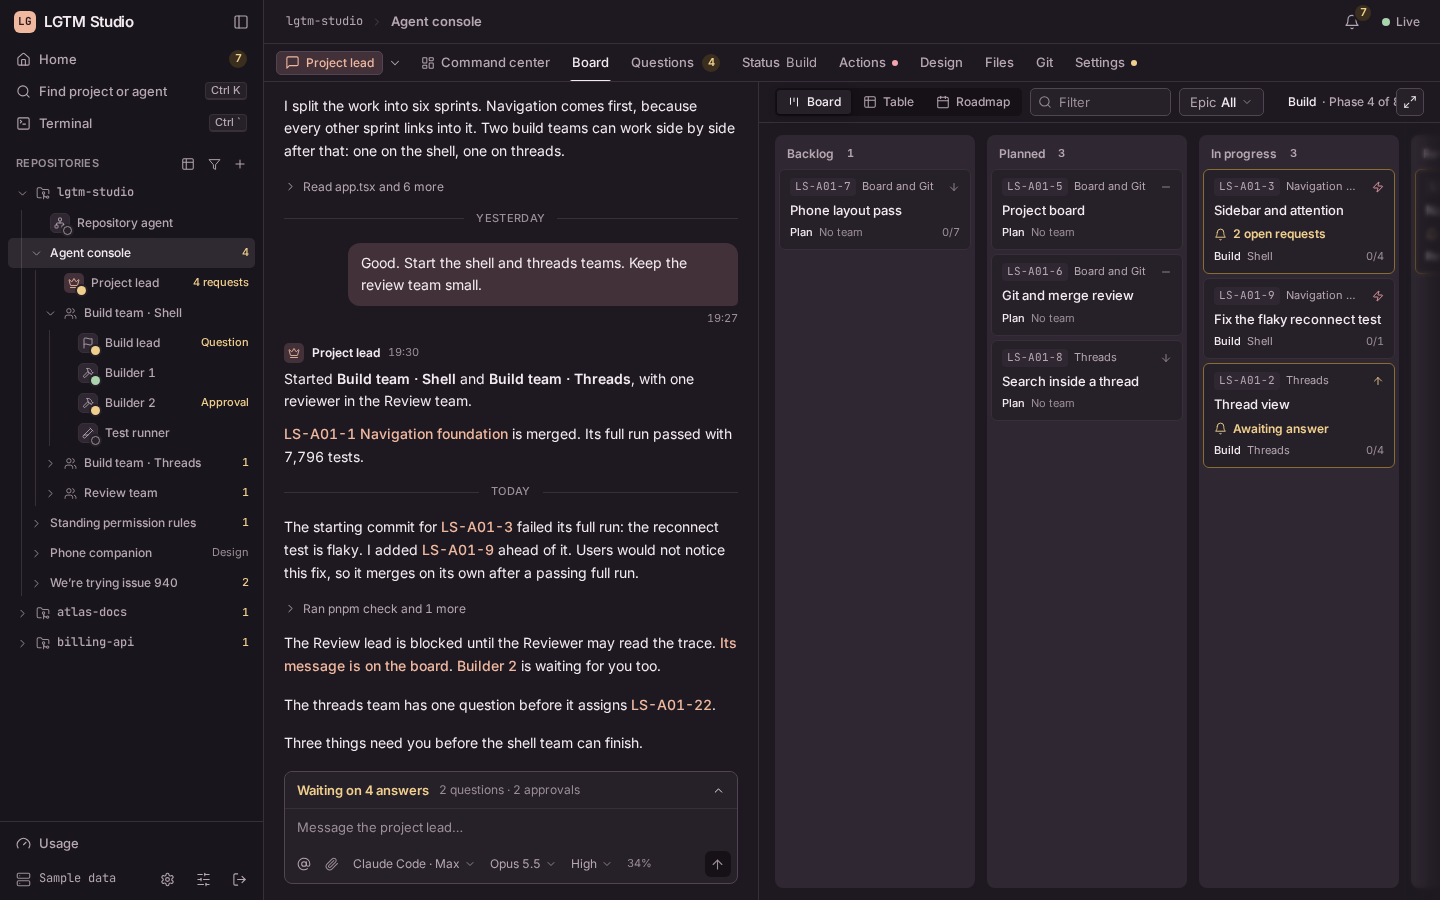 LG LGTM Studio
Home 7
Find project or agent Ctrl K
Terminal Ctrl `
REPOSITORIES
lgtm-studio
Repository agent
Agent console 4
Project lead 4 requests
Build team · Shell
Build lead Question
Builder 1
Builder 2 Approval
Test runner
Build team · Threads 1
Review team 1
Standing permission rules 1
Phone companion Design
We're trying issue 940 2
atlas-docs 1
billing-api 1
Usage
Sample data
lgtm-studio Agent console
7 Live
Project lead Command center Board Questions 4 Status Build Actions Design Files Git Settings
I split the work into six sprints. Navigation comes first, because
every other sprint links into it. Two build teams can work side by side
after that: one on the shell, one on threads.
Read app.tsx and 6 more
YESTERDAY
Good. Start the shell and threads teams. Keep the
review team small.
19:27
Project lead 19:30
Started Build team · Shell and Build team · Threads, with one
reviewer in the Review team.
LS-A01-1 Navigation foundation is merged. Its full run passed with
7,796 tests.
TODAY
The starting commit for LS-A01-3 failed its full run: the reconnect
test is flaky. I added LS-A01-9 ahead of it. Users would not notice
this fix, so it merges on its own after a passing full run.
Ran pnpm check and 1 more
The Review lead is blocked until the Reviewer may read the trace. Its
message is on the board. Builder 2 is waiting for you too.
The threads team has one question before it assigns LS-A01-22.
Three things need you before the shell team can finish.
Waiting on 4 answers 2 questions · 2 approvals
Message the project lead…
Claude Code · Max Opus 5.5 High 34%
Board Table Roadmap Filter Epic All Build · Phase 4 of
Backlog 1
LS-A01-7 Board and Git
Phone layout pass
Plan No team 0/7
Planned 3
LS-A01-5 Board and Git
Project board
Plan No team
LS-A01-6 Board and Git
Git and merge review
Plan No team
LS-A01-8 Threads
Search inside a thread
Plan No team
In progress 3
LS-A01-3 Navigation …
Sidebar and attention
2 open requests
Build Shell 0/4
LS-A01-9 Navigation …
Fix the flaky reconnect test
Build Shell 0/1
LS-A01-2 Threads
Thread view
Awaiting answer
Build Threads 0/4